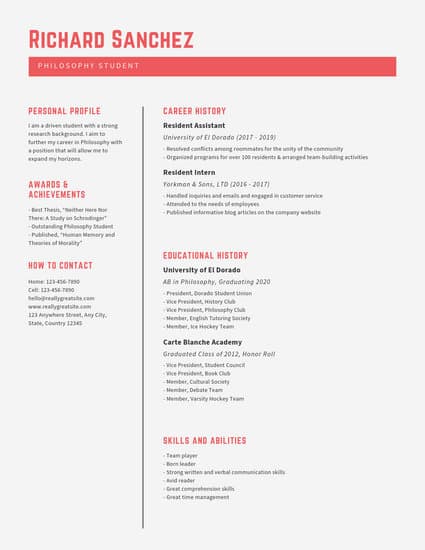 RICHARD SANCHEZ
PHILOSOPHY STUDENT
PERSONAL PROFILE
I am a driven student with a strong
research background. I aim to
further my career in Philosophy with
a position that will allow me to
expand my horizons.
AWARDS &
ACHIEVEMENTS
- Best Thesis, "Neither Here Nor
There: A Study on Schrodinger"
- Outstanding Philosophy Student
- Published, "Human Memory and
Theories of Morality"
HOW TO CONTACT
Home: 123-456-7890
Cell: 123-456-7890
hello@reallygreatsite.com
www.reallygreatsite.com
123 Anywhere Street, Any City,
State, Country 12345
CAREER HISTORY
Resident Assistant
University of El Dorado (2017 - 2019)
- Resolved conflicts among roommates for the unity of the community
- Organized programs for over 100 residents & arranged team-building activities
Resident Intern
Yorkman & Sons, LTD (2016 - 2017)
- Handled inquiries and emails and engaged in customer service
- Attended to the needs of employees
- Published informative blog articles on the company website
EDUCATIONAL HISTORY
University of El Dorado
AB in Philosophy, Graduating 2020
- President, Dorado Student Union
- Vice President, History Club
- Vice President, Philosophy Club
- Member, English Tutoring Society
- Member, Ice Hockey Team
Carte Blanche Academy
Graduated Class of 2012, Honor Roll
- Vice President, Student Council
- Vice President, Book Club
- Member, Cultural Society
- Member, Debate Team
- Member, Varsity Hockey Team
SKILLS AND ABILITIES
- Team player
- Born leader
- Strong written and verbal communication skills
- Avid reader
- Great comprehension skills
- Great time management